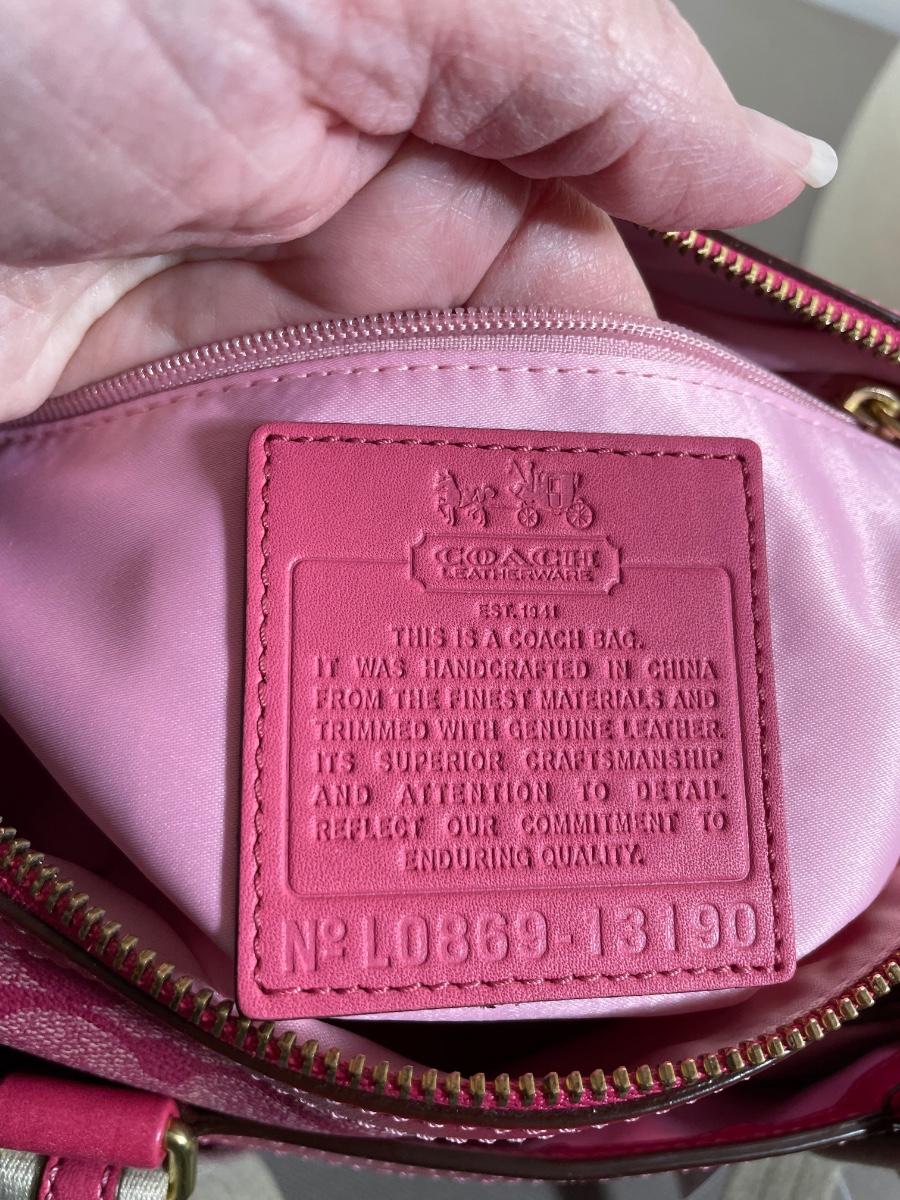 COACH
LEATHERWARE
EST. 1941
THIS IS A COACH BAG.
IT WAS HANDCRAFTED IN CHINA
FROM THE FINEST MATERIALS AND
TRIMMED WITH GENUINE LEATHER.
ITS SUPERIOR CRAFTSMANSHIP
AND ATTENTION TO DETAIL
REFLECT OUR COMMITMENT TO
ENDURING QUALITY.
Nº L0869-13190